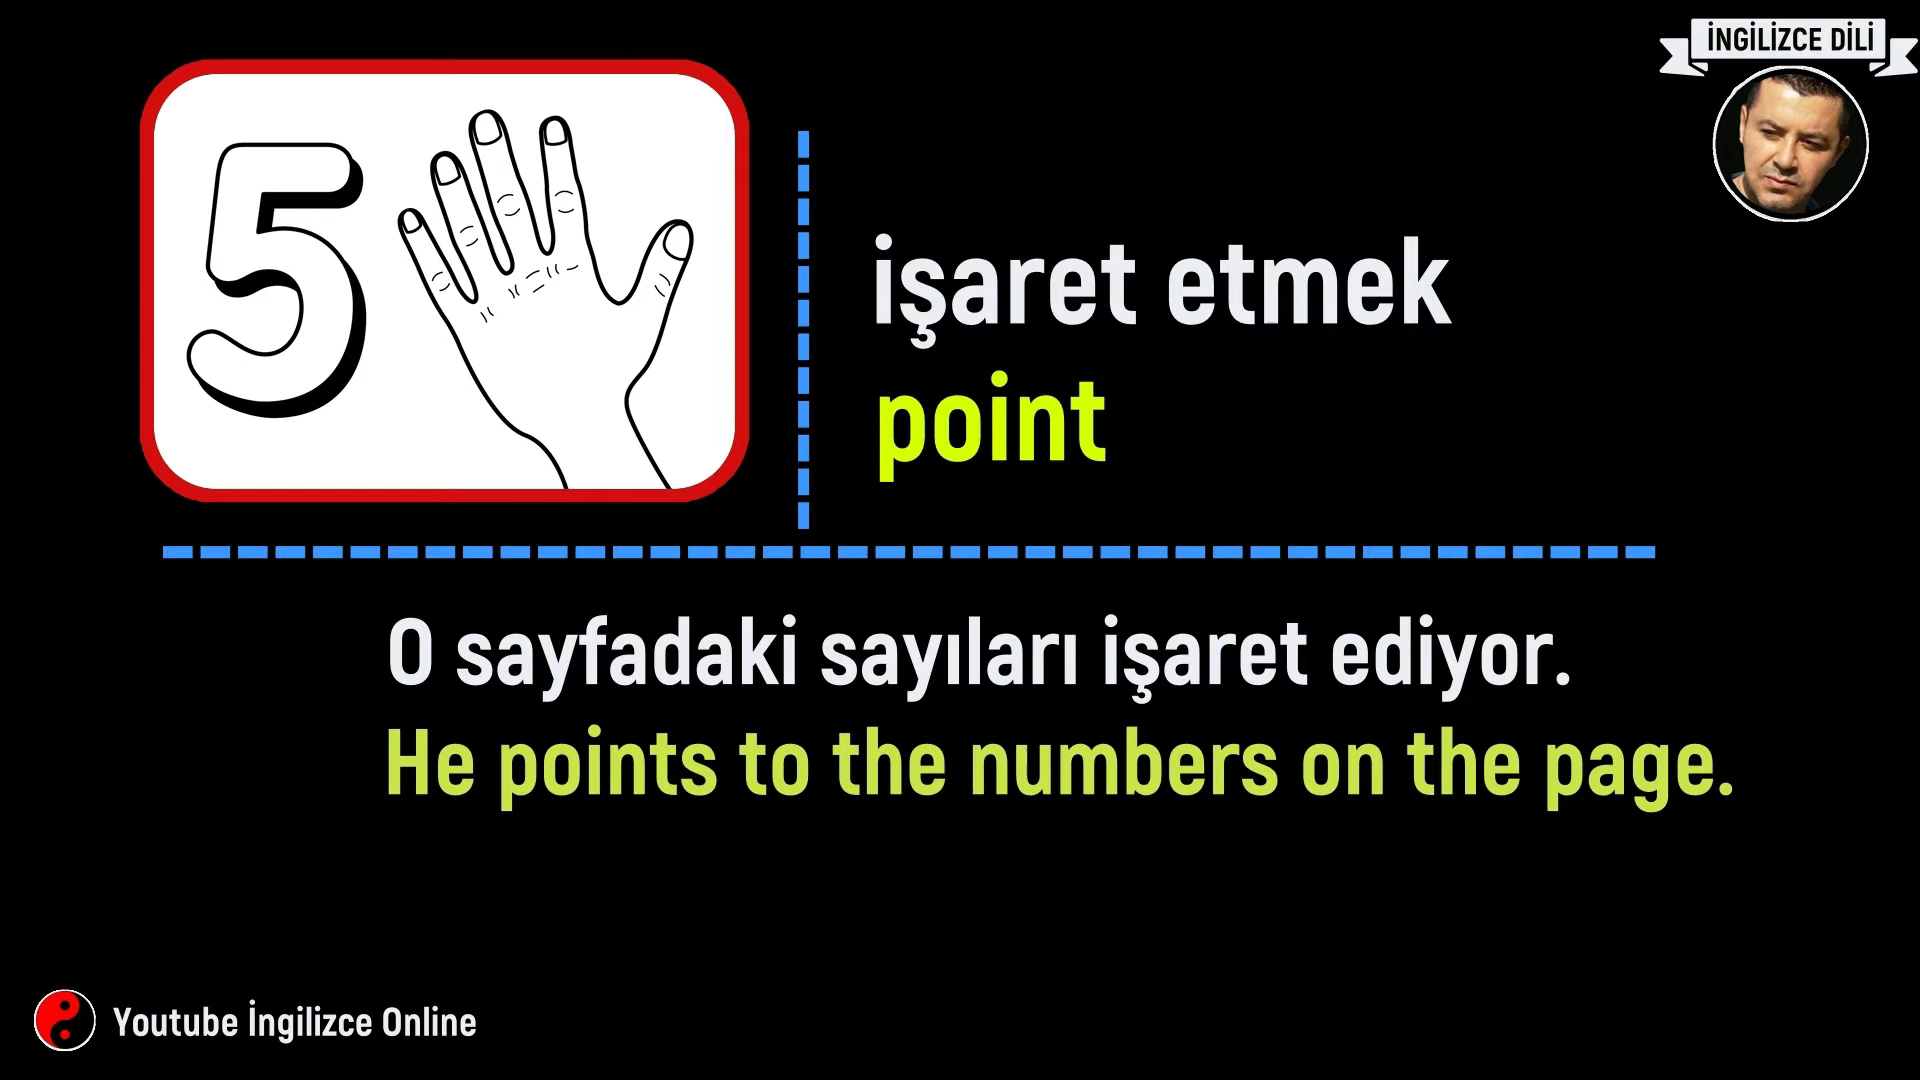 İNGİLİZCE DİLİ
5
işaret etmek
point
O sayfadaki sayıları işaret ediyor.
He points to the numbers on the page.
Youtube İngilizce Online